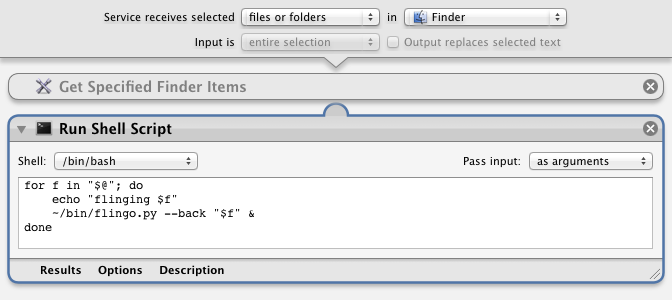 Service receives selected files or folders in Finder
Input is entire selection Output replaces selected text
Get Specified Finder Items
Run Shell Script
Shell: /bin/bash Pass input: as arguments
for f in "$@"; do
    echo "flinging $f"
    ~/bin/flingo.py --back "$f" &
done
Results Options Description